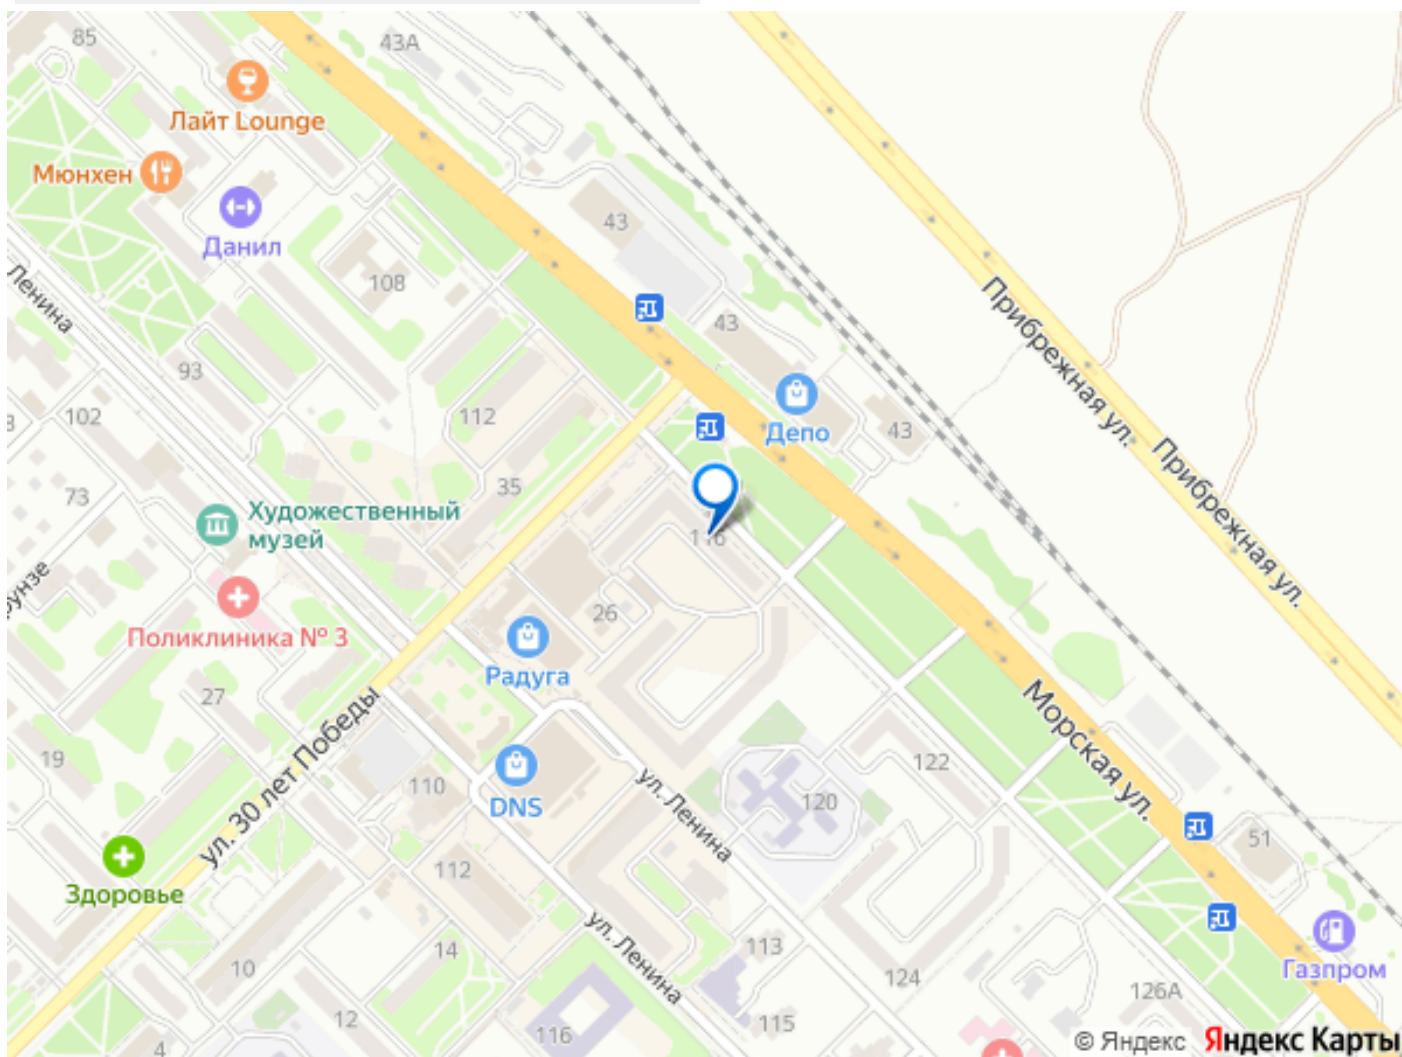 85
43А
Лайт Lounge
Мюнхен
Данил
43
108
Ленина
43
Прибрежная ул.
93
Депо
43
102
112
Прибрежная ул.
73
35
Художественный
музей
116
Поликлиника № 3
26
Радуга
27
ул. 30 лет Победы
Морская ул.
19
110
DNS
ул. Ленина
122
120
51
112
Здоровье
ул. Ленина
113
14
10
124
Газпром
126А
12
116
115
4
© Яндекс Яндекс Карты